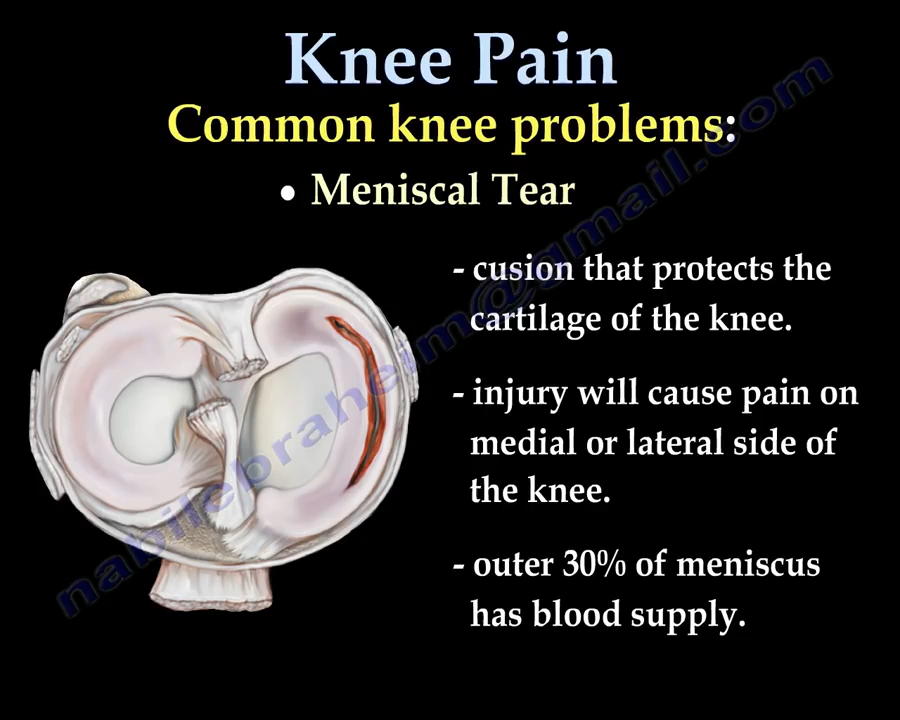 Knee Pain
Common knee problems:
• Meniscal Tear
- cusion that protects the
cartilage of the knee.
- injury will cause pain on
medial or lateral side of
the knee.
- outer 30% of meniscus
has blood supply.
nabilebraheim@gmail.com